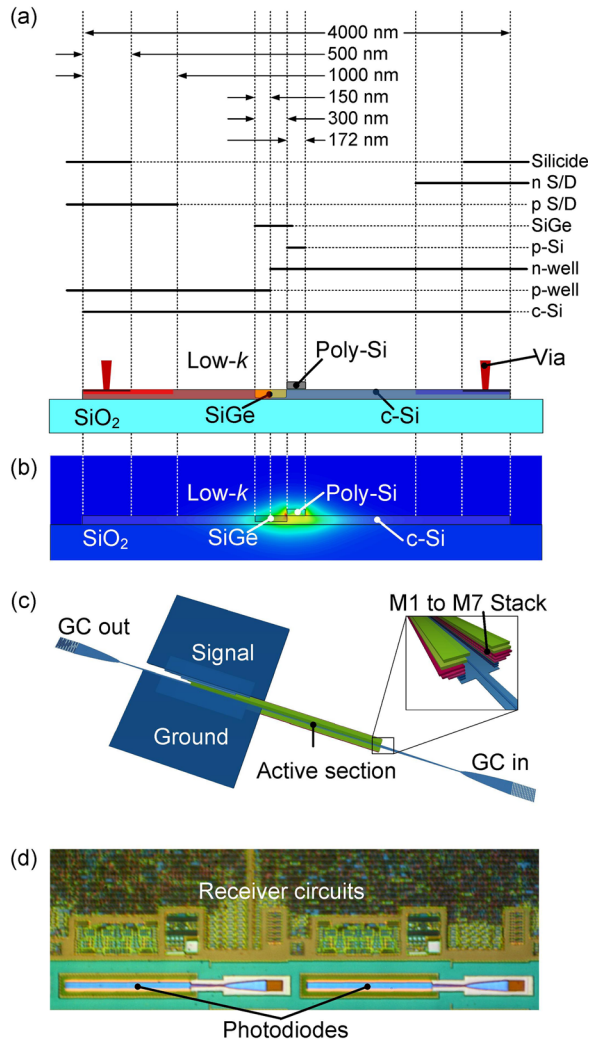 (a)
4000 nm
500 nm
1000 nm
150 nm
300 nm
172 nm
Silicide
n S/D
p S/D
SiGe
p-Si
n-well
p-well
c-Si
Low-k
Poly-Si
Via
SiO2
SiGe
c-Si
(b)
Low-k
Poly-Si
SiO2
SiGe
c-Si
(c)
M1 to M7 Stack
GC out
Signal
Ground
Active section
GC in
(d)
Receiver circuits
Photodiodes